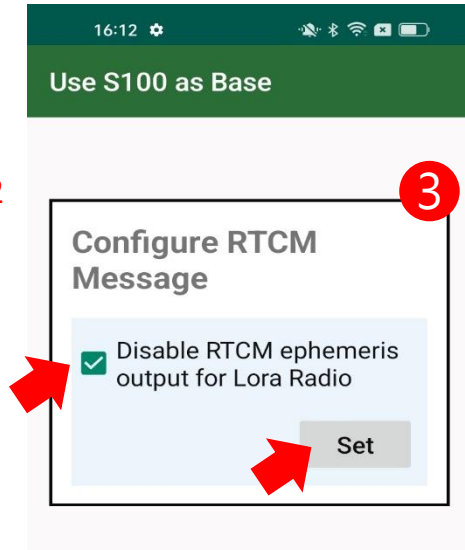 16:12
Use S100 as Base
3
Configure RTCM
Message
Disable RTCM ephemeris
output for Lora Radio
Set